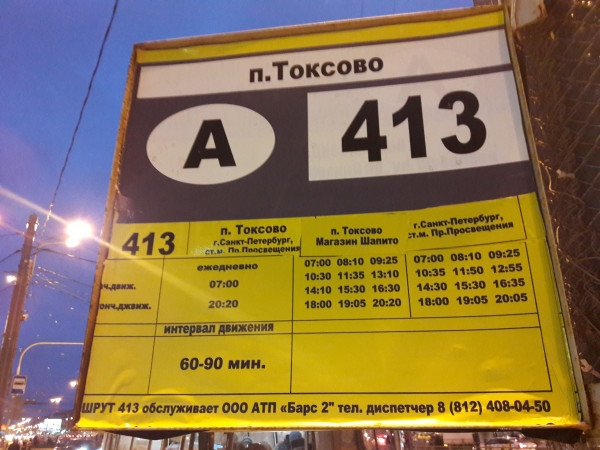 п.Токсово
А 413
413
п. Токсово
г.Санкт-Петербург,
ст.м. Пр.Просвещения
п. Токсово
Магазин Шапито
г.Санкт-Петербург,
ст.м. Пр.Просвещения
ежедневно
нач.движ. 07:00
конч.движ. 20:20
07:00 08:10 09:25
10:30 11:35 13:10
14:10 15:30 16:30
18:00 19:05 20:20
07:00 08:10 09:25
10:35 11:50 12:55
14:30 15:30 16:35
18:00 19:05 20:05
интервал движения
60-90 мин.
ШРУТ 413 обслуживает ООО АТП «Барс 2" тел. диспетчер 8 (812) 408-04-50